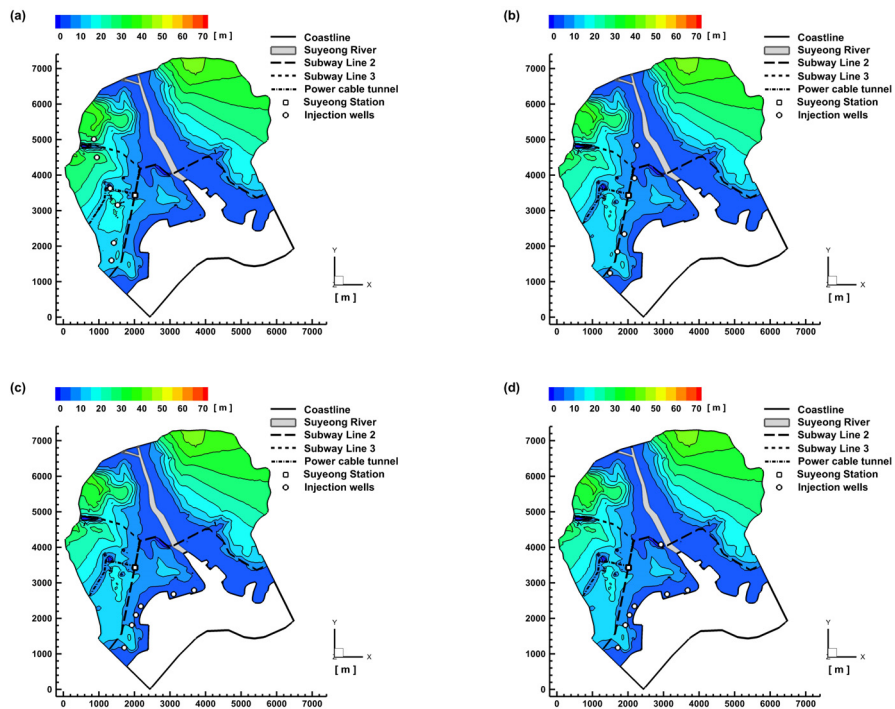 (a)
0 10 20 30 40 50 60 70 [ m ]
Coastline
Suyeong River
Subway Line 2
Subway Line 3
Power cable tunnel
Suyeong Station
Injection wells
7000
6000
5000
4000
3000
2000
1000
0
0 1000 2000 3000 4000 5000 6000 7000
Y
Z
X
[ m ]
(b)
0 10 20 30 40 50 60 70 [ m ]
Coastline
Suyeong River
Subway Line 2
Subway Line 3
Power cable tunnel
Suyeong Station
Injection wells
7000
6000
5000
4000
3000
2000
1000
0
0 1000 2000 3000 4000 5000 6000 7000
Y
Z
X
[ m ]
(c)
0 10 20 30 40 50 60 70 [ m ]
Coastline
Suyeong River
Subway Line 2
Subway Line 3
Power cable tunnel
Suyeong Station
Injection wells
7000
6000
5000
4000
3000
2000
1000
0
0 1000 2000 3000 4000 5000 6000 7000
Y
Z
X
[ m ]
(d)
0 10 20 30 40 50 60 70 [ m ]
Coastline
Suyeong River
Subway Line 2
Subway Line 3
Power cable tunnel
Suyeong Station
Injection wells
7000
6000
5000
4000
3000
2000
1000
0
0 1000 2000 3000 4000 5000 6000 7000
Y
Z
X
[ m ]